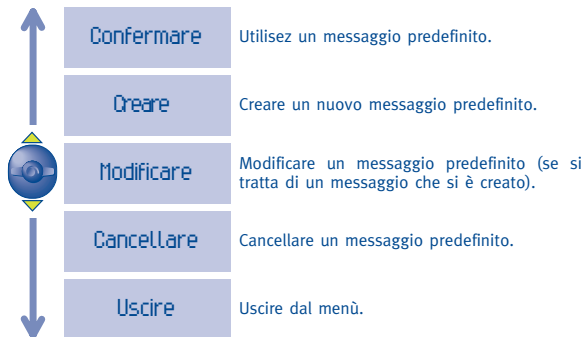 Confermare
Utilisez un messaggio predefinito.
Creare
Creare un nuovo messaggio predefinito.
Modificare
Modificare un messaggio predefinito (se si
tratta di un messaggio che si è creato).
Cancellare
Cancellare un messaggio predefinito.
Uscire
Uscire dal menù.